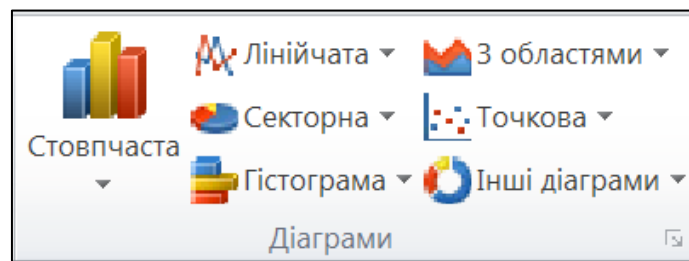 Стовпчаста
Лінійчата
Секторна
Гістограма
З областями
Точкова
Інші діаграми
Діаграми